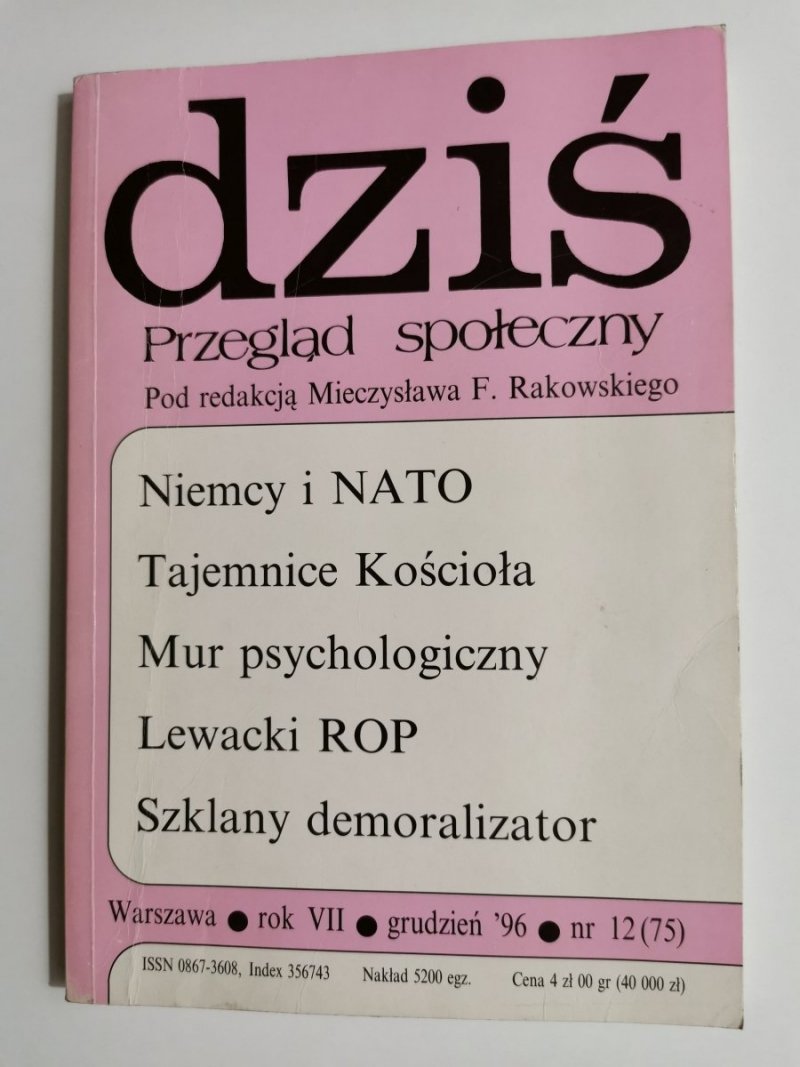 dziś
Przegląd społeczny
Pod redakcją Mieczysława F. Rakowskiego
Niemcy i NATO
Tajemnice Kościoła
Mur psychologiczny
Lewacki ROP
Szklany demoralizator
Warszawa ● rok VII ● grudzień '96 ● nr 12 (75)
ISSN 0867-3608, Index 356743 Nakład 5200 egz. Cena 4 zł 00 gr (40 000 zł)